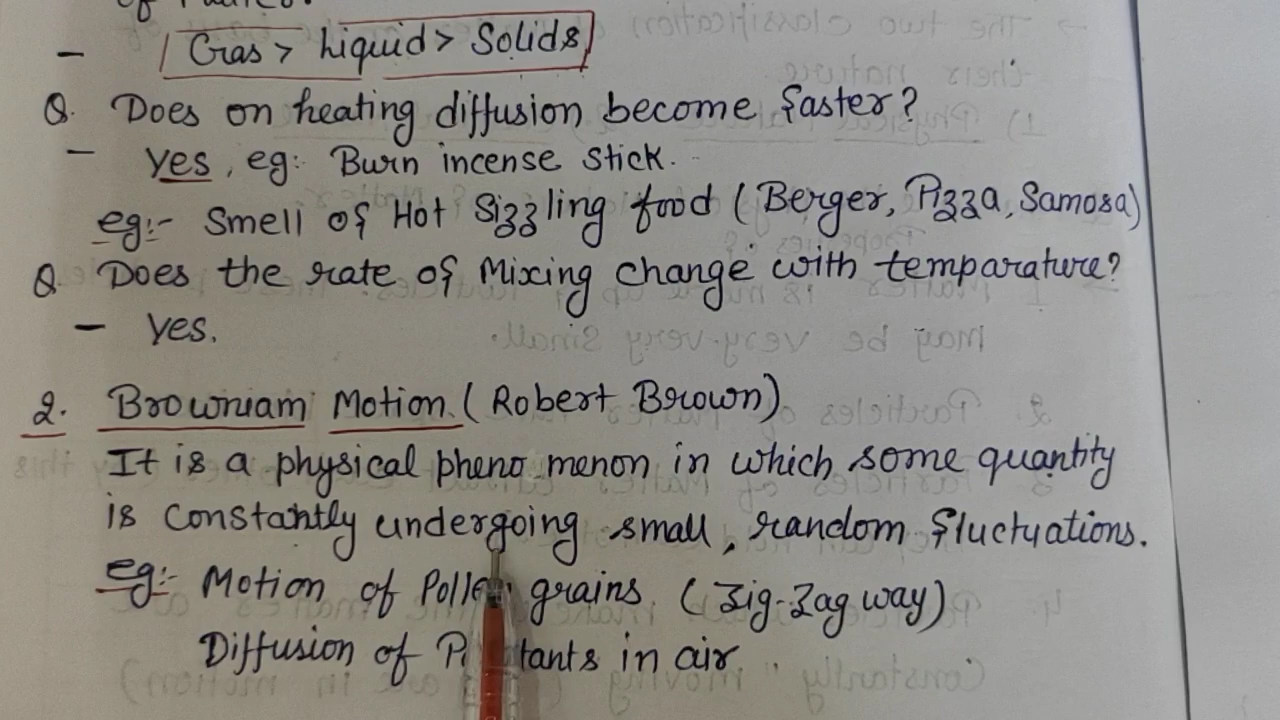 - Gas > Liquid > Solids
Q. Does on heating diffusion become faster?
- Yes, eg: Burn incense stick.
eg:- Smell of Hot Sizzling food (Berger, Pizza, Samosa)
Q Does the rate of Mixing change with temparature?
- Yes.
2. Browniam Motion (Robert Brown)
It is a physical pheno menon in which some quantity
is constantly undergoing small, random fluctuations.
eg:- Motion of Pollen grains (Zig-Zag way)
Diffusion of in air